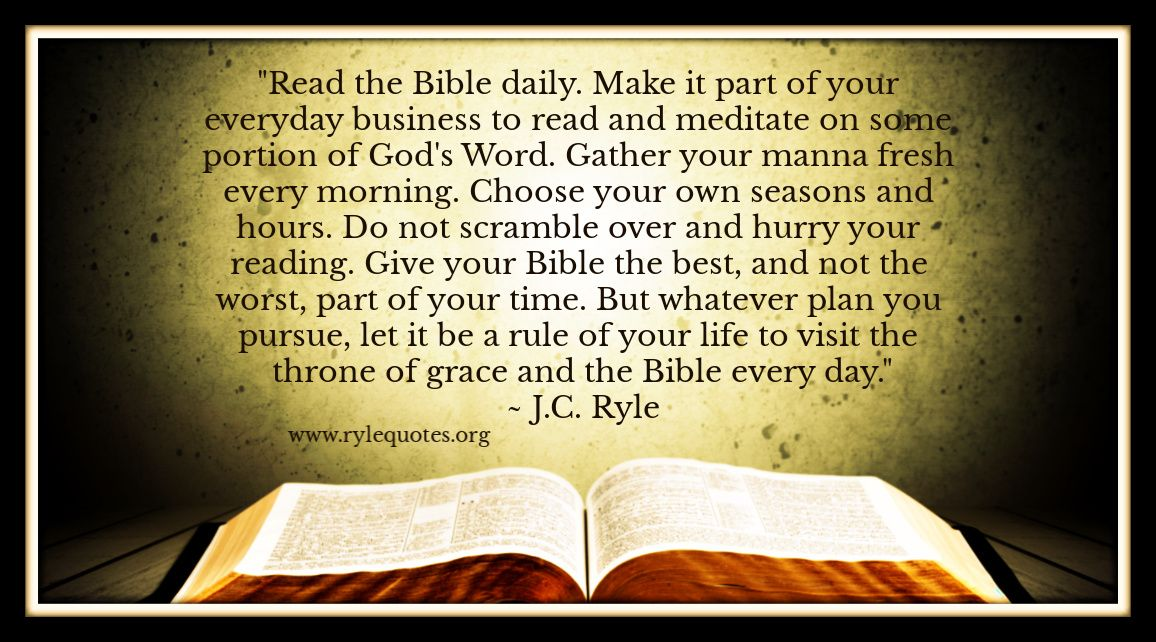 "Read the Bible daily. Make it part of your
everyday business to read and meditate on some
portion of God's Word. Gather your manna fresh
every morning. Choose your own seasons and
hours. Do not scramble over and hurry your
reading. Give your Bible the best, and not the
worst, part of your time. But whatever plan you
pursue, let it be a rule of your life to visit the
throne of grace and the Bible every day."
~ J.C. Ryle
www.rylequotes.org